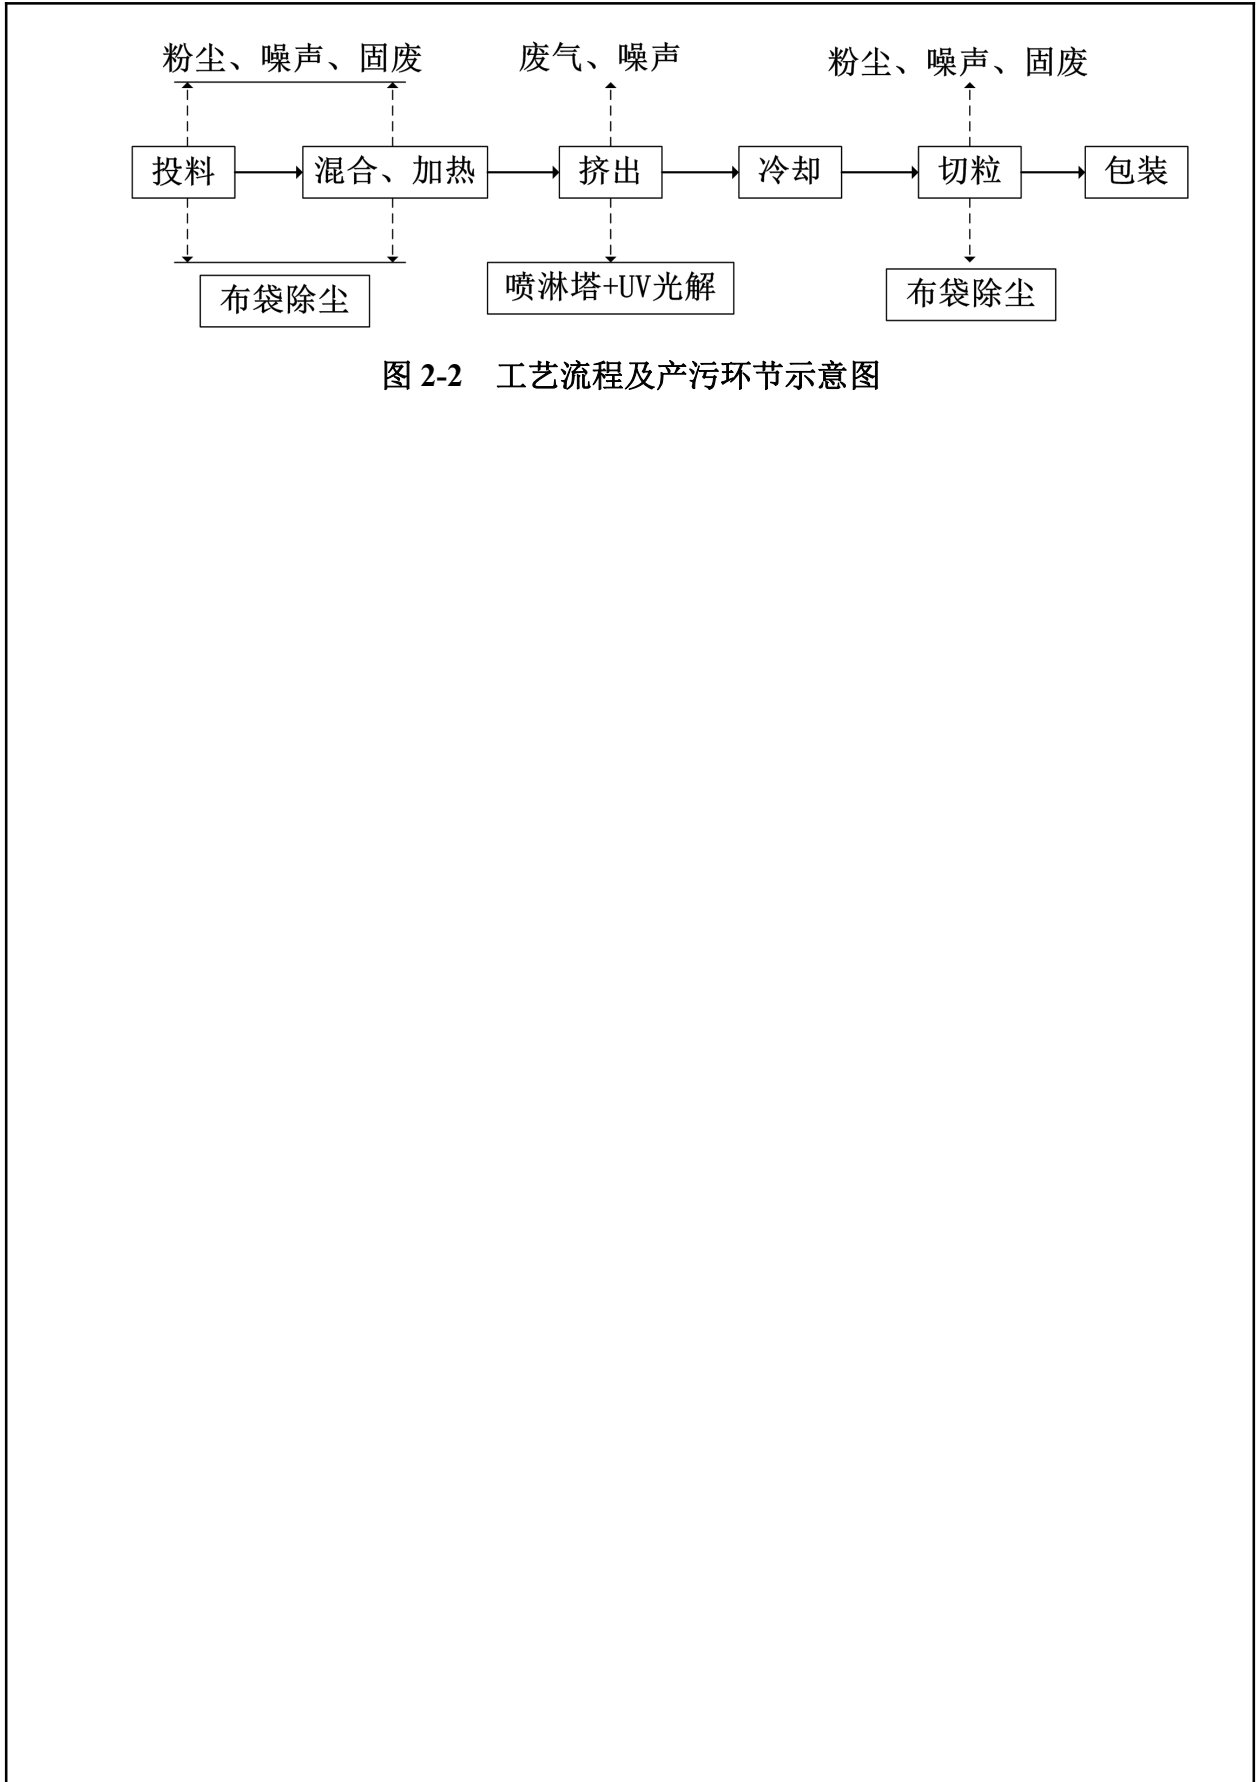 粉尘、噪声、固废
废气、噪声
粉尘、噪声、固废
投料
混合、加热
挤出
冷却
切粒
包装
布袋除尘
喷淋塔+UV光解
布袋除尘
图 2-2 工艺流程及产污环节示意图